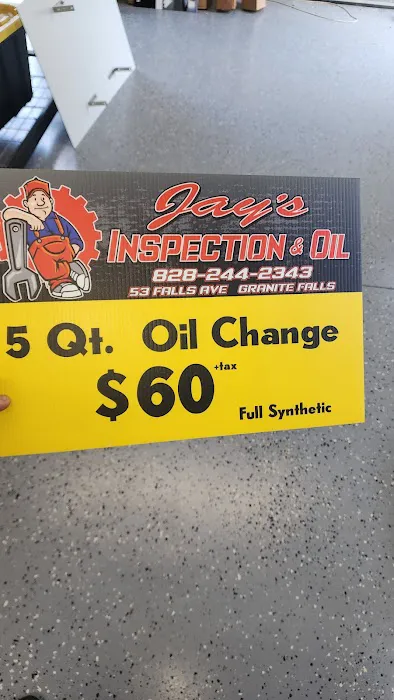 Jay's
INSPECTION & OIL
828-244-2343
53 FALLS AVE GRANITE FALLS
5 Qt. Oil Change
$60 +tax
Full Synthetic